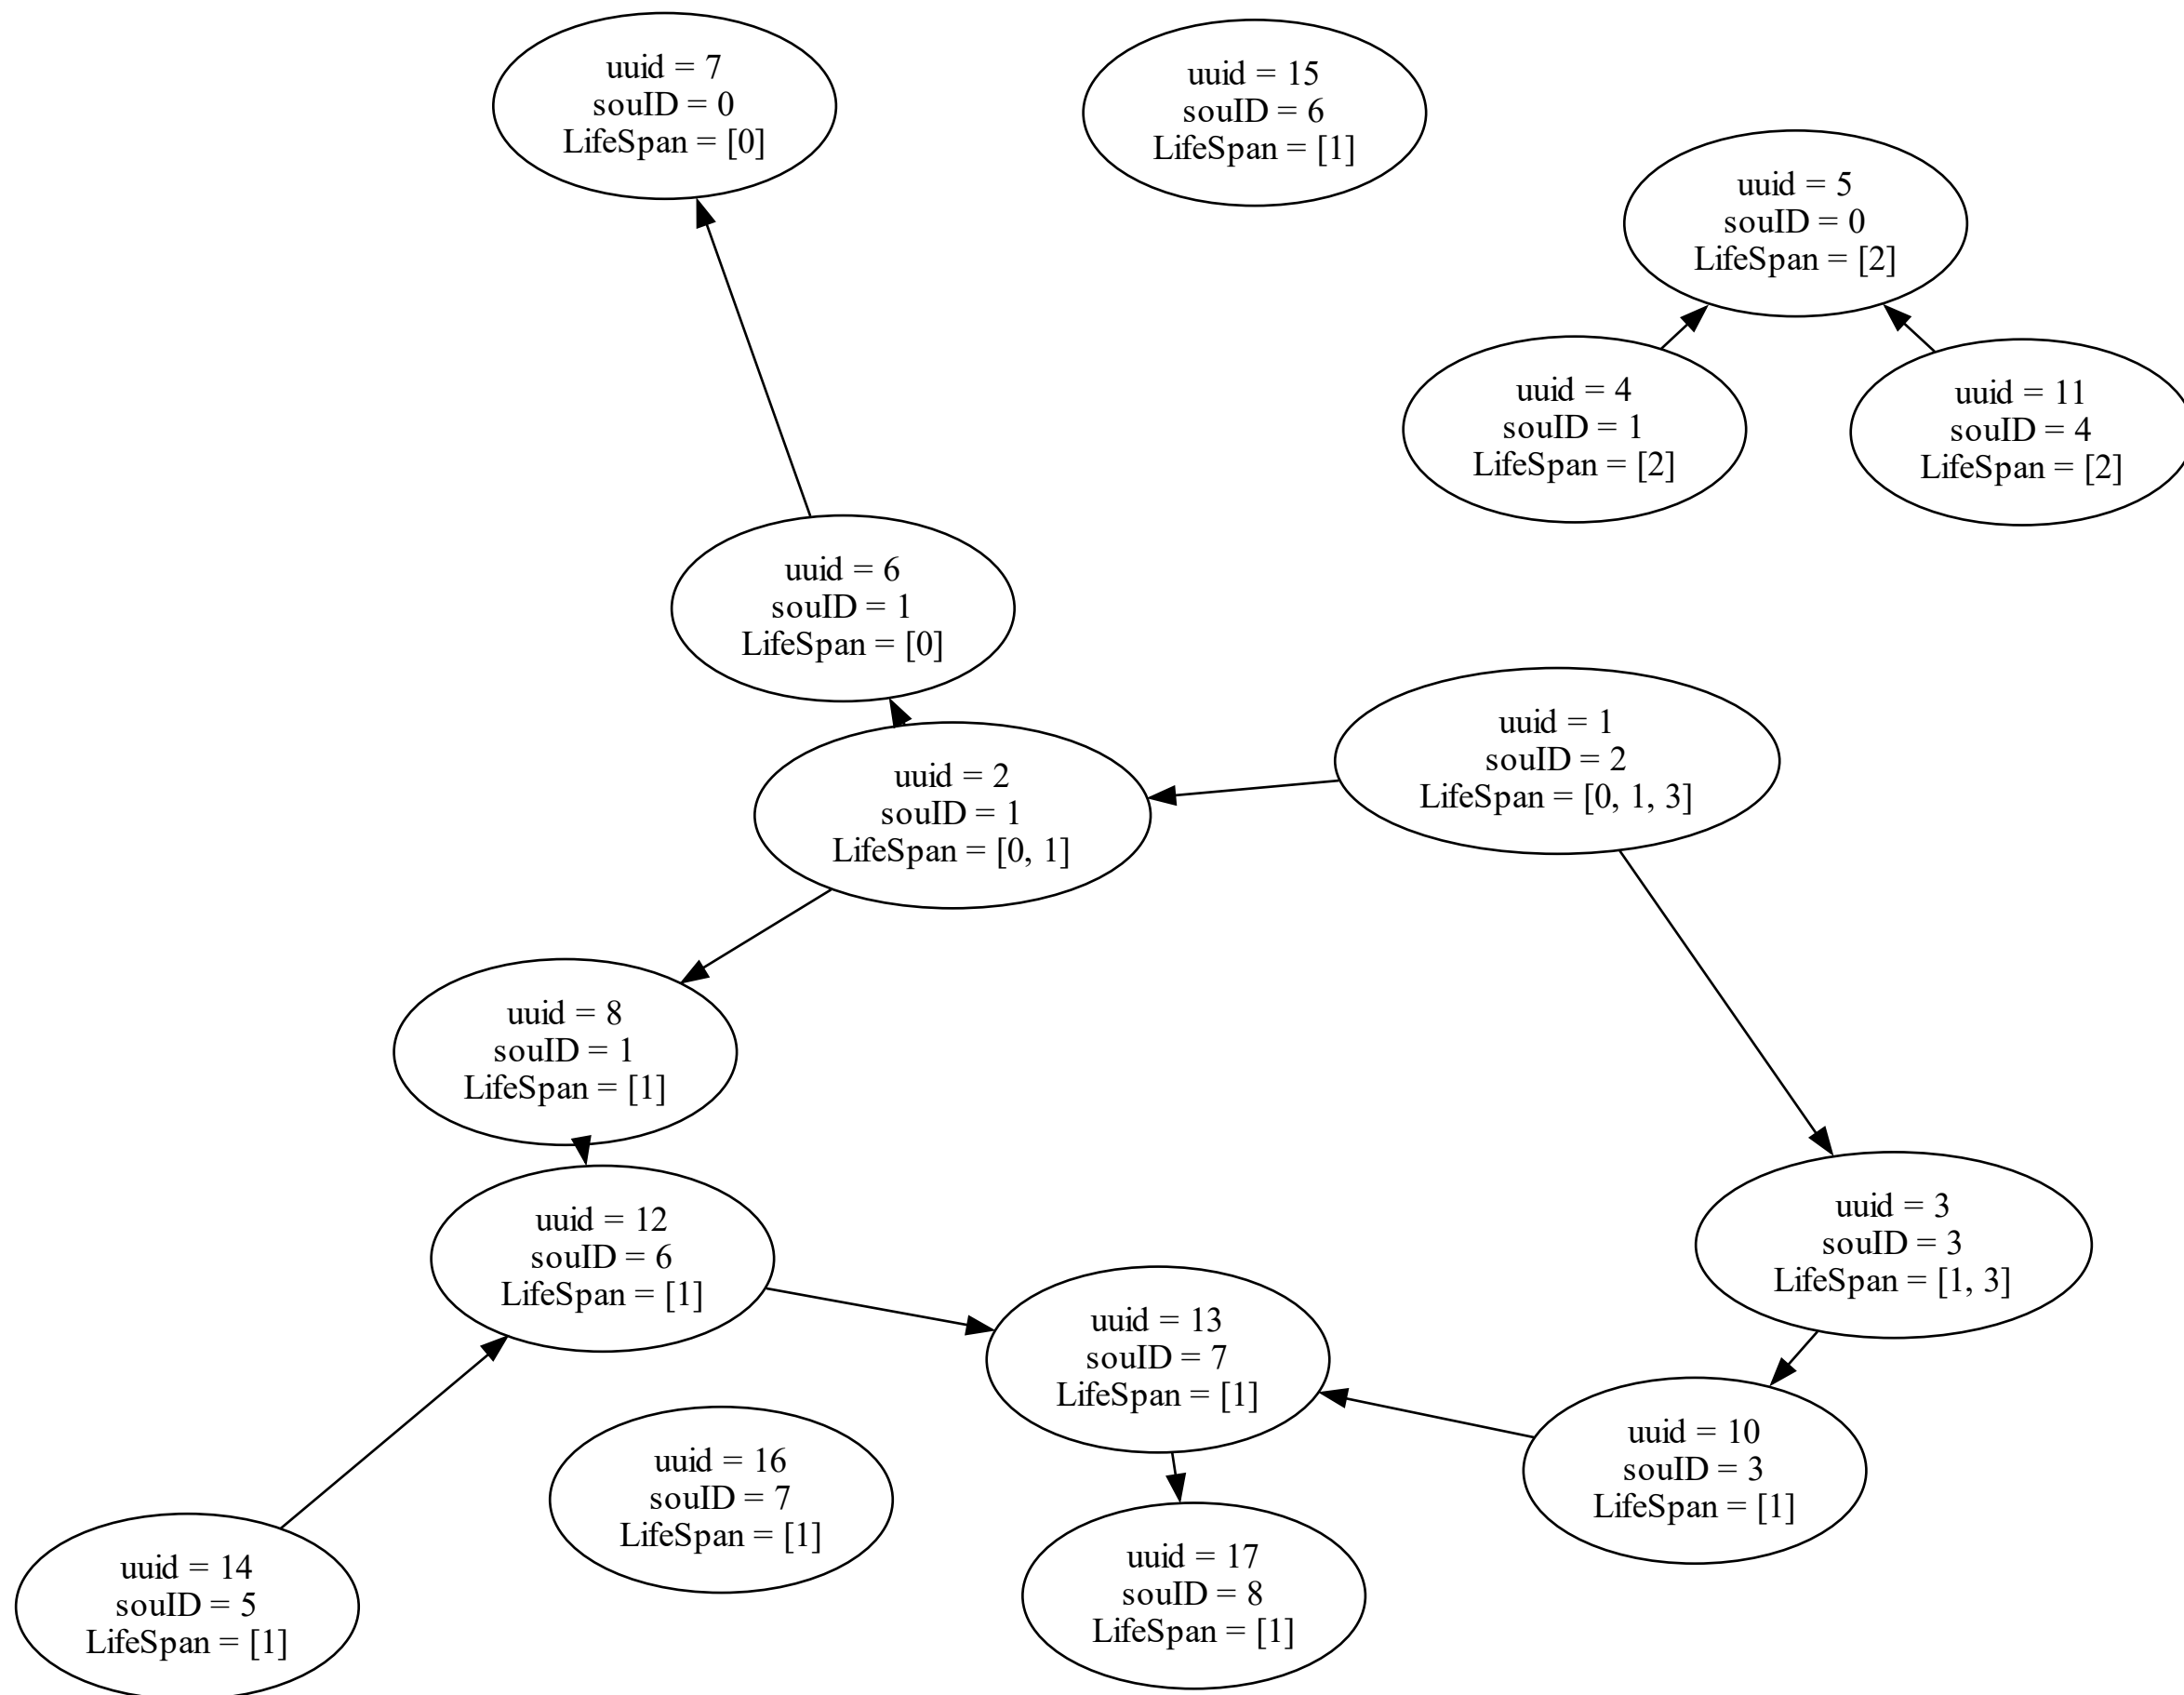 uuid = 7
souID = 0
LifeSpan = [0]
uuid = 15
souID = 6
LifeSpan = [1]
uuid = 5
souID = 0
LifeSpan = [2]
uuid = 4
souID = 1
LifeSpan = [2]
uuid = 11
souID = 4
LifeSpan = [2]
uuid = 6
souID = 1
LifeSpan = [0]
uuid = 1
souID = 2
LifeSpan = [0, 1, 3]
uuid = 2
souID = 1
LifeSpan = [0, 1]
uuid = 8
souID = 1
LifeSpan = [1]
uuid = 12
souID = 6
LifeSpan = [1]
uuid = 3
souID = 3
LifeSpan = [1, 3]
uuid = 13
souID = 7
LifeSpan = [1]
uuid = 10
souID = 3
LifeSpan = [1]
uuid = 16
souID = 7
LifeSpan = [1]
uuid = 17
souID = 8
LifeSpan = [1]
uuid = 14
souID = 5
LifeSpan = [1]